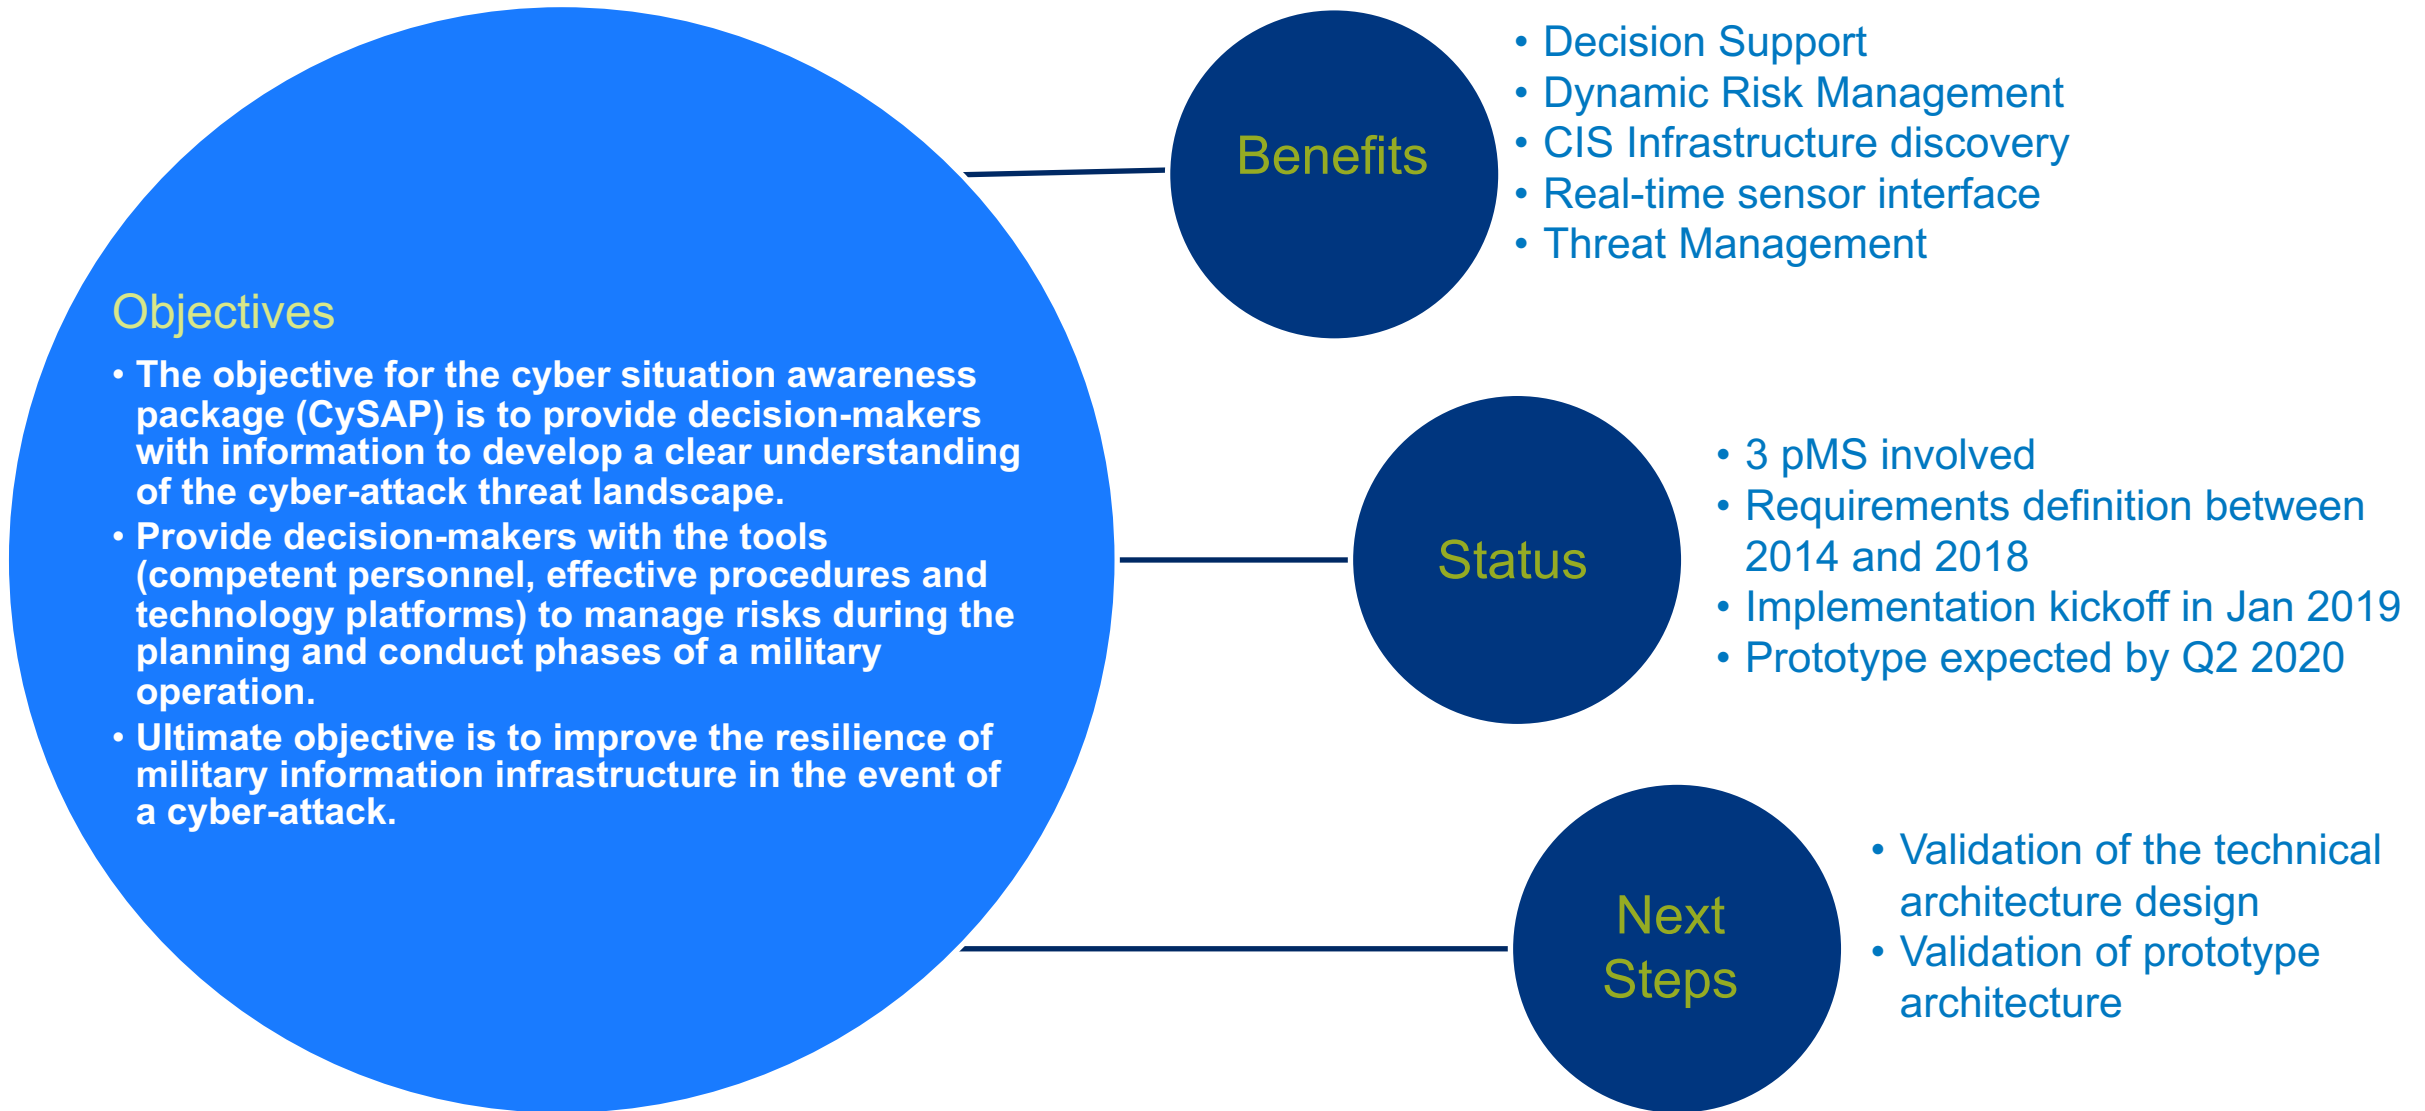 Objectives
• The objective for the cyber situation awareness
package (CySAP) is to provide decision-makers
with information to develop a clear understanding
of the cyber-attack threat landscape.
• Provide decision-makers with the tools
(competent personnel, effective procedures and
technology platforms) to manage risks during the
planning and conduct phases of a military
operation.
• Ultimate objective is to improve the resilience of
military information infrastructure in the event of
a cyber-attack.
Benefits
• Decision Support
• Dynamic Risk Management
• CIS Infrastructure discovery
• Real-time sensor interface
• Threat Management
Status
• 3 pMS involved
• Requirements definition between
2014 and 2018
• Implementation kickoff in Jan 2019
• Prototype expected by Q2 2020
Next
Steps
• Validation of the technical
architecture design
• Validation of prototype
architecture